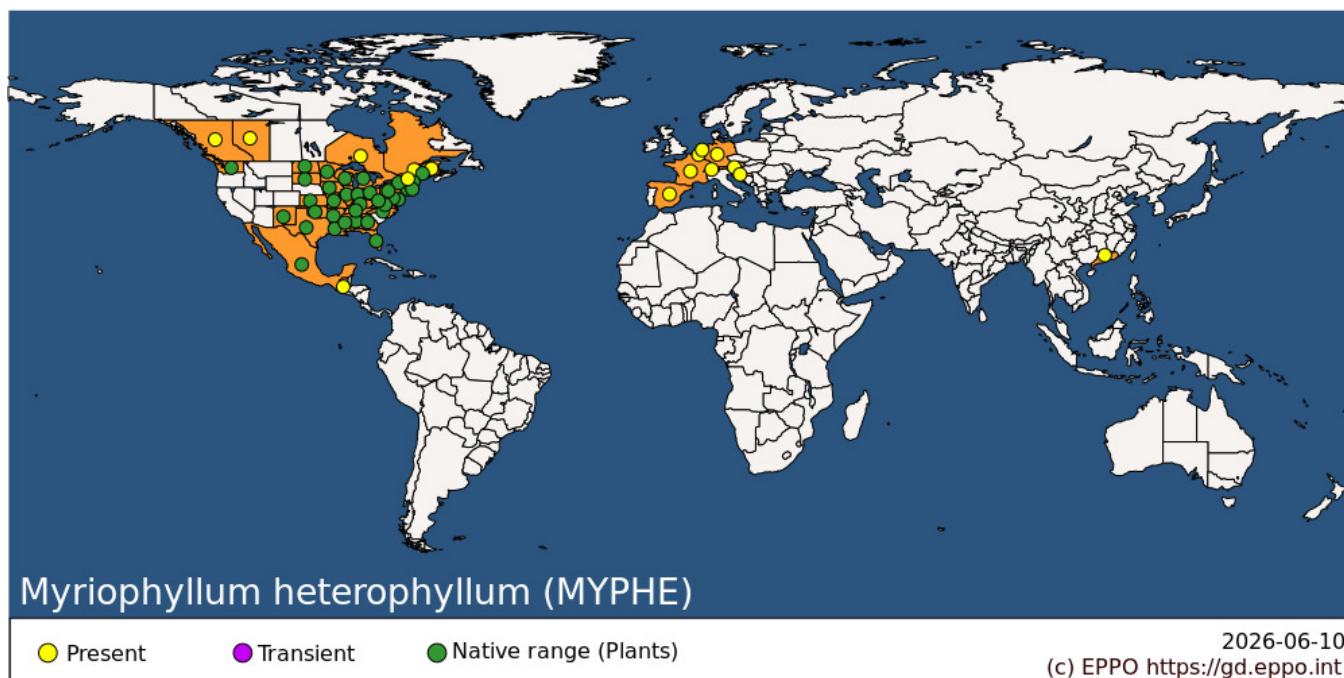 Myriophyllum heterophyllum (MYPHE)
Present
Transient
Native range (Plants)
2026-06-10
(c) EPPO https://gd.eppo.int